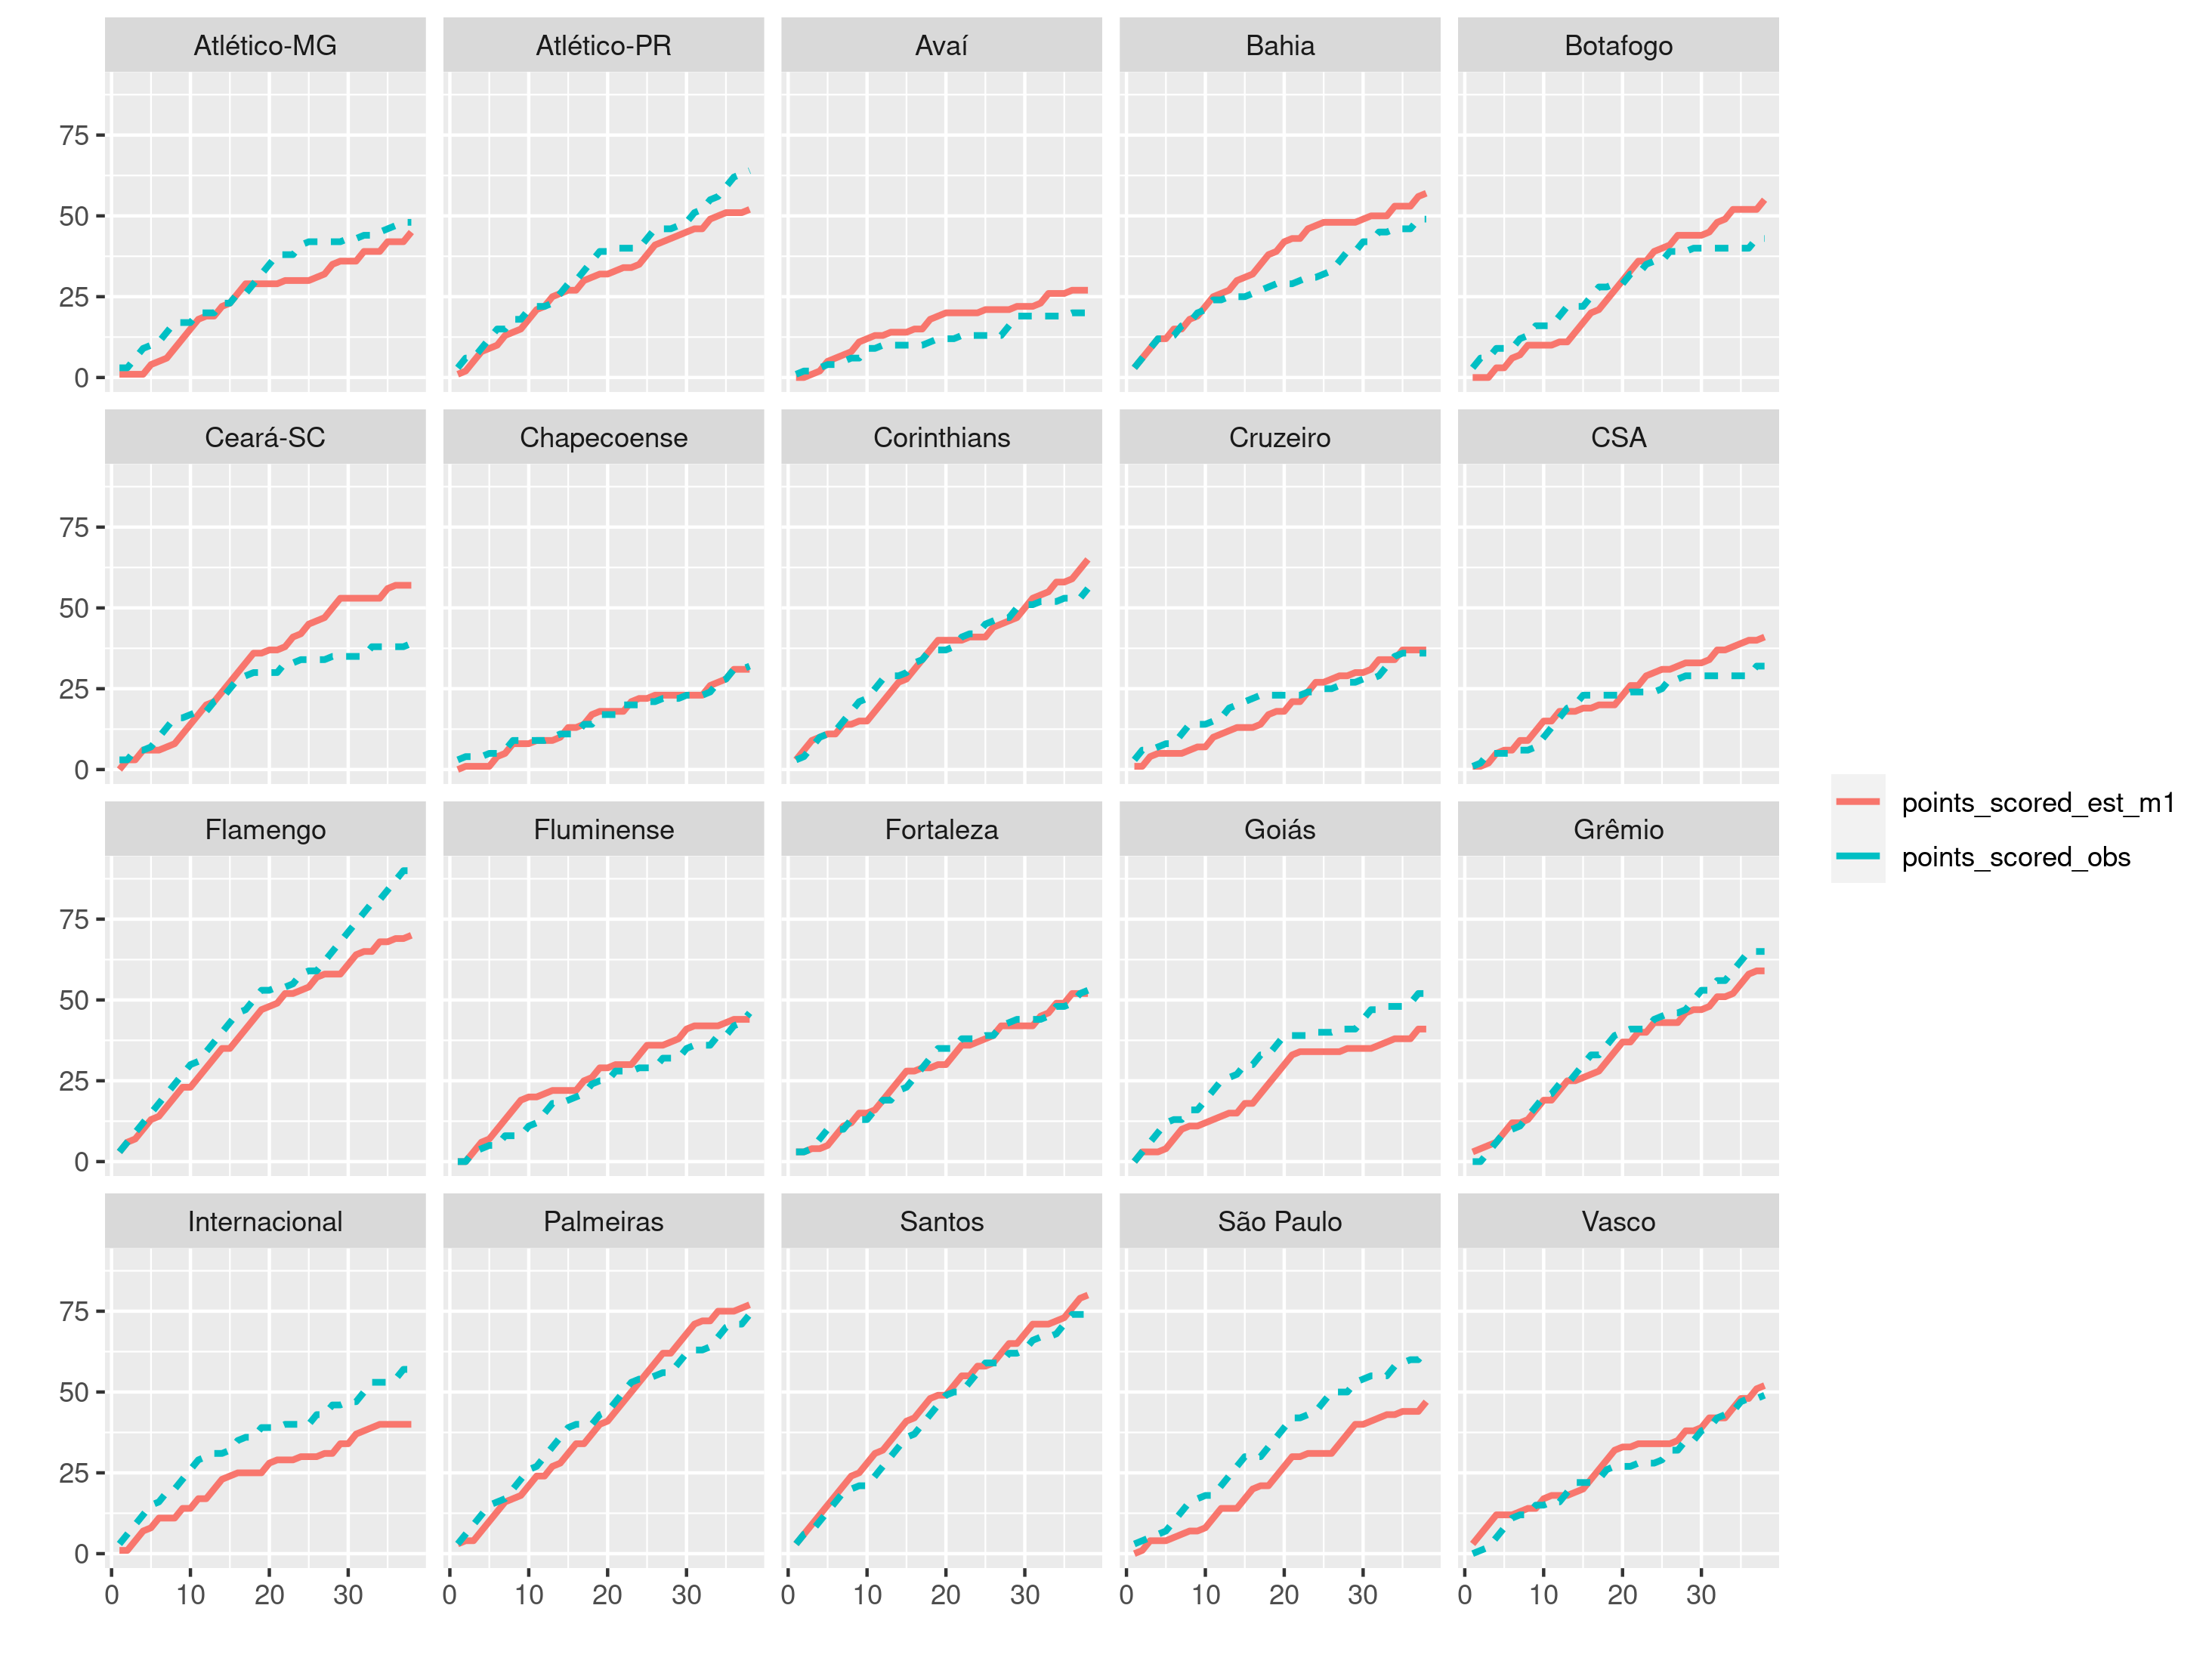 Atlético-MG Atlético-PR Avaí Bahia Botafogo
75
50
25
0
Ceará-SC Chapecoense Corinthians Cruzeiro CSA
75
50
25
0
Flamengo Fluminense Fortaleza Goiás Grêmio
75
50
25
0
Internacional Palmeiras Santos São Paulo Vasco
75
50
25
0
0 10 20 30 0 10 20 30 0 10 20 30 0 10 20 30 0 10 20 30
points_scored_est_m1
points_scored_obs